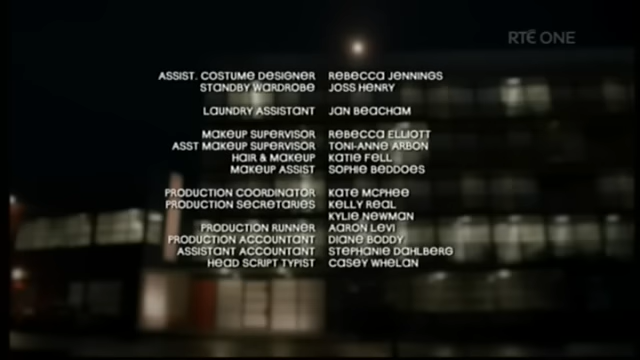 RTÉ ONE
ASSIST. COSTUME DESIGNER REBECCA JENNINGS
STANDBY WARDROBE JOSS HENRY
LAUNDRY ASSISTANT JAN BEACHAM
MAKEUP SUPERVISOR REBECCA ELLIOTT
ASST MAKEUP SUPERVISOR TONI-ANNE ARBON
HAIR & MAKEUP KATIE FELL
MAKEUP ASSIST SOPHIE BEDDOES
PRODUCTION COORDINATOR KATE MCPHEE
PRODUCTION SECRETARIES KELLY REAL
KYLIE NEWMAN
PRODUCTION RUNNER AARON LEVI
PRODUCTION ACCOUNTANT DIANE BODDY
ASSISTANT ACCOUNTANT STEPHANIE DAHLBERG
HEAD SCRIPT TYPIST CASEY WHELAN